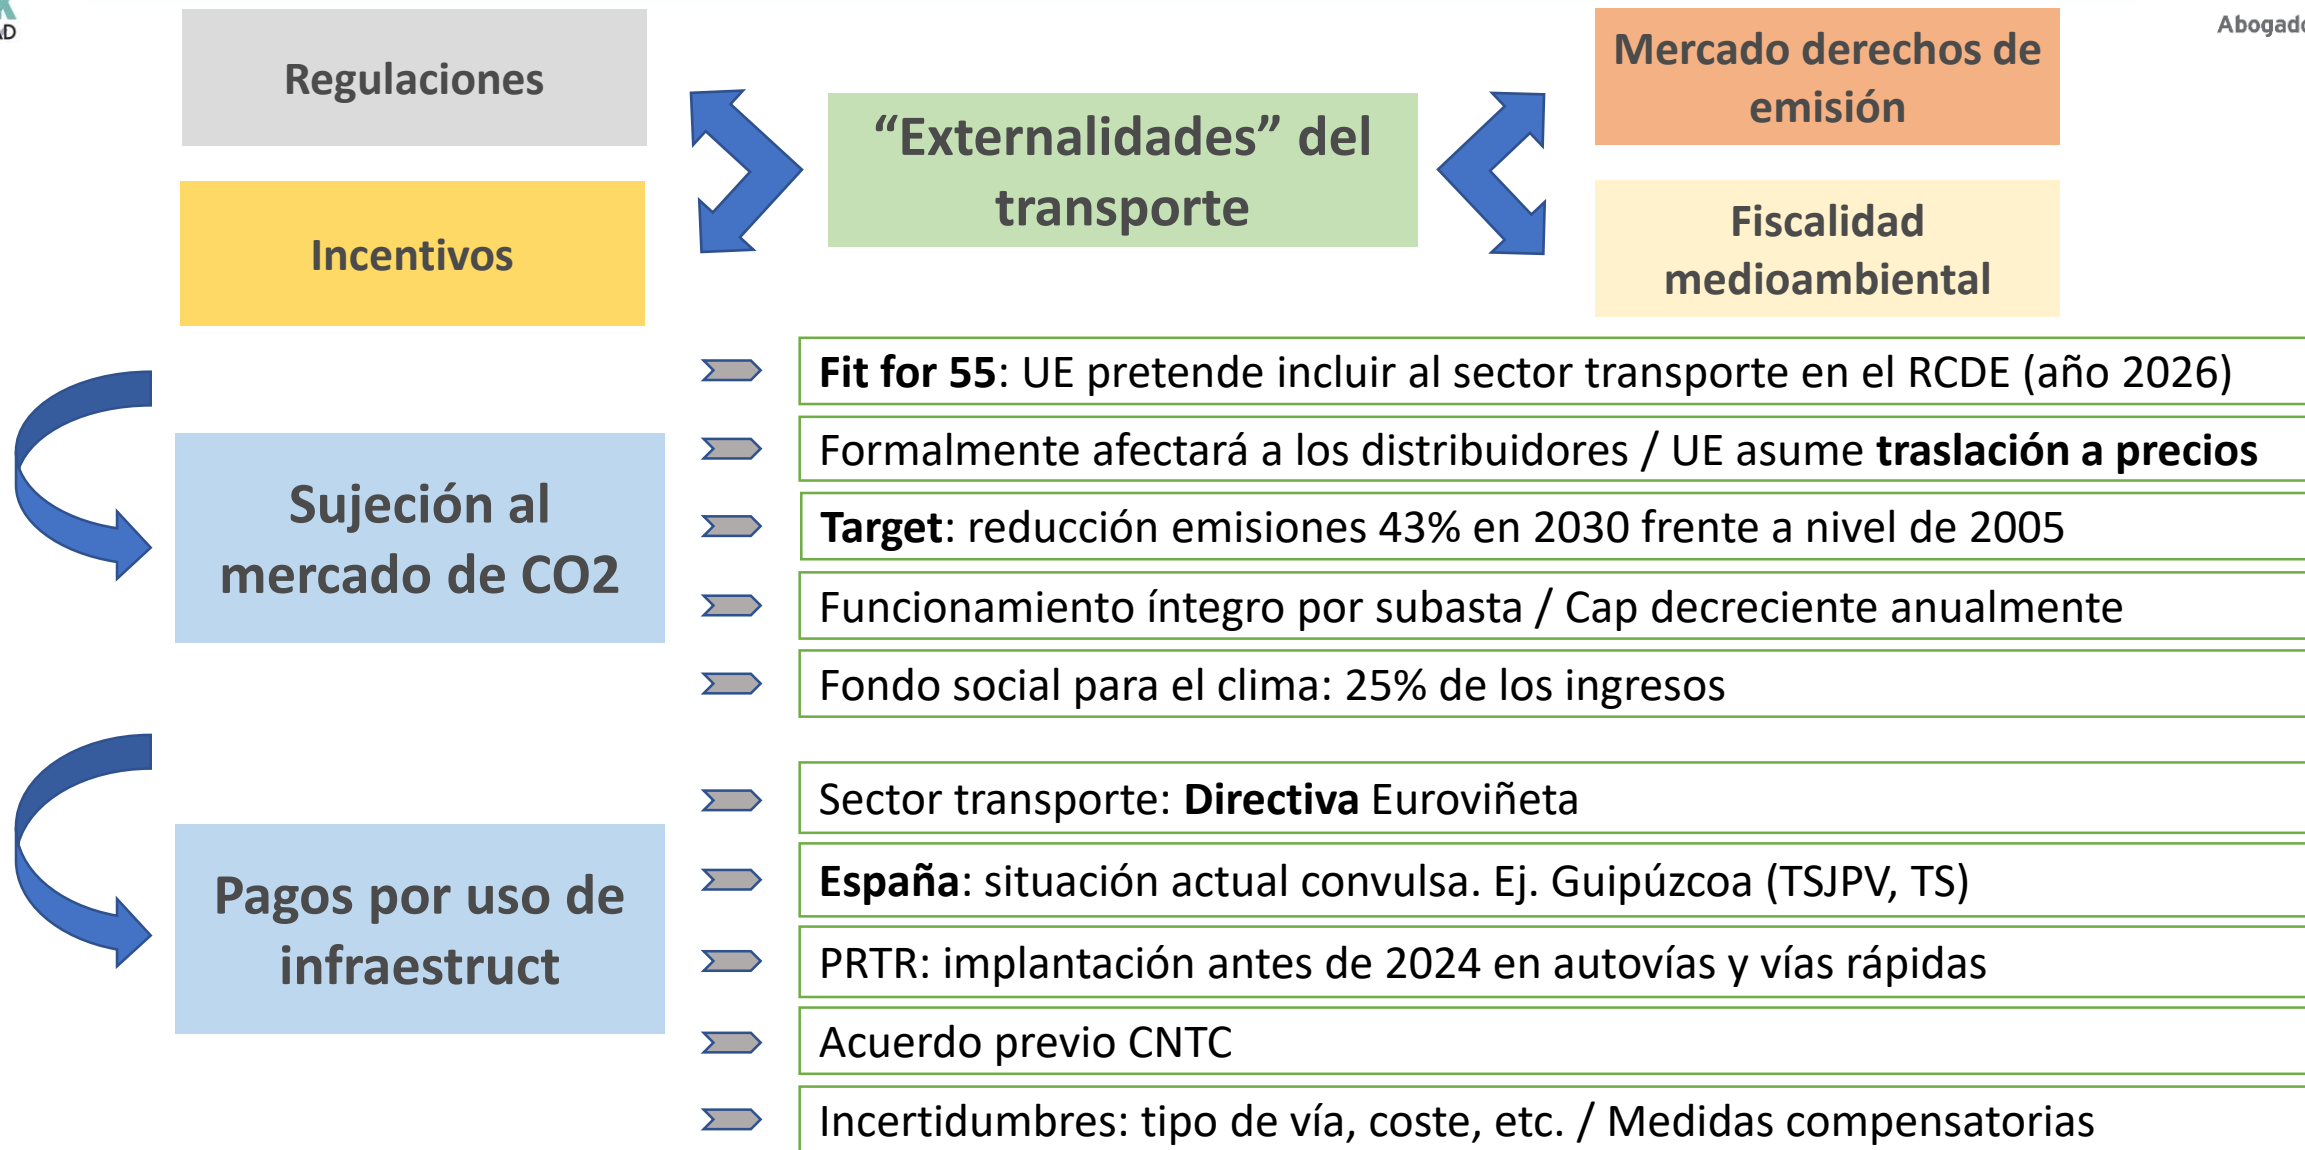 AD
Abogado
Regulaciones
Incentivos
“Externalidades” del
transporte
Mercado derechos de
emisión
Fiscalidad
medioambiental
Sujeción al
mercado de CO2
Fit for 55: UE pretende incluir al sector transporte en el RCDE (año 2026)
Formalmente afectará a los distribuidores / UE asume traslación a precios
Target: reducción emisiones 43% en 2030 frente a nivel de 2005
Funcionamiento íntegro por subasta / Cap decreciente anualmente
Fondo social para el clima: 25% de los ingresos
Pagos por uso de
infraestruct
Sector transporte: Directiva Euroviñeta
España: situación actual convulsa. Ej. Guipúzcoa (TSJPV, TS)
PRTR: implantación antes de 2024 en autovías y vías rápidas
Acuerdo previo CNTC
Incertidumbres: tipo de vía, coste, etc. / Medidas compensatorias